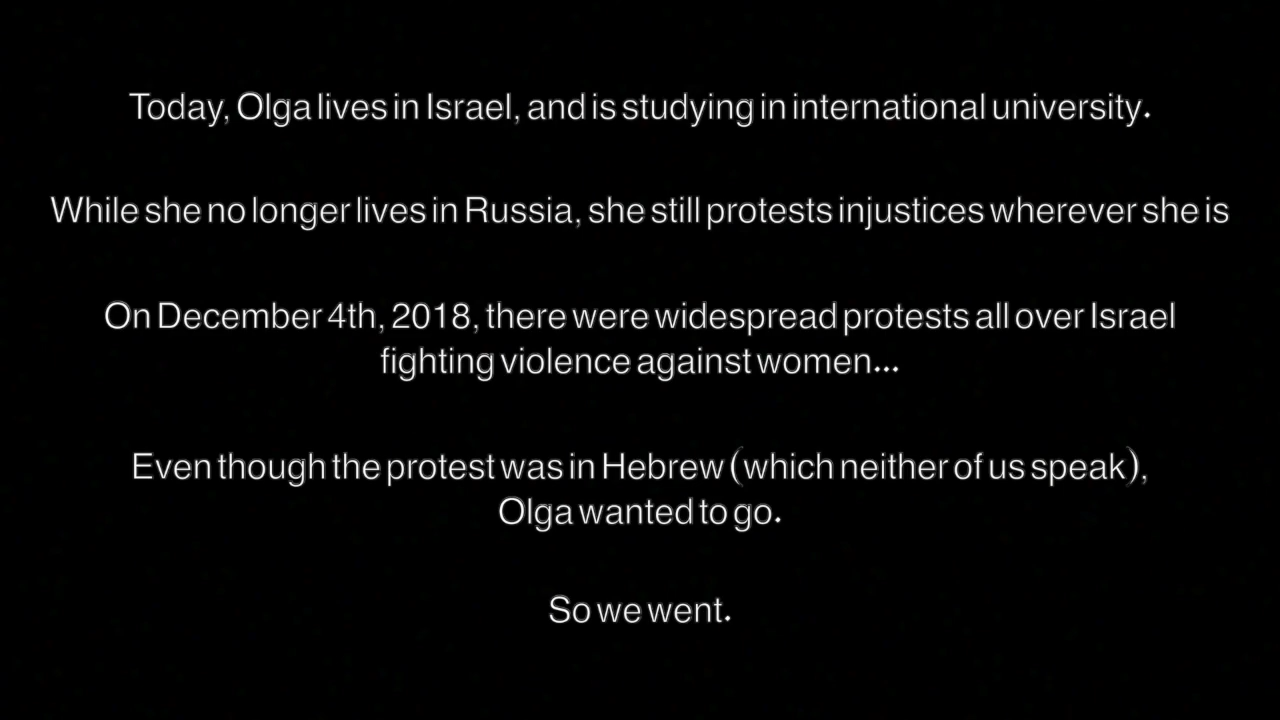 Today, Olga lives in Israel, and is studying in international university.
While she no longer lives in Russia, she still protests injustices wherever she is
On December 4th, 2018, there were widespread protests all over Israel
fighting violence against women...
Even though the protest was in Hebrew (which neither of us speak),
Olga wanted to go.
So we went.